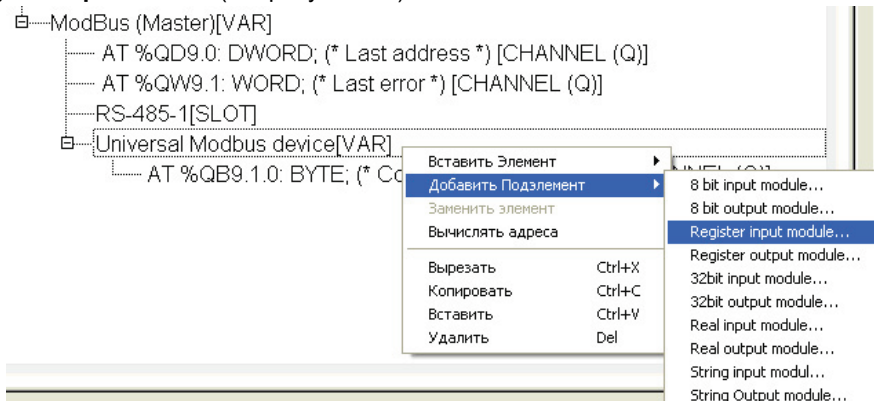 ModBus (Master)[VAR]
AT %QD9.0: DWORD; (* Last address *) [CHANNEL (Q)]
AT %QW9.1: WORD; (* Last error *) [CHANNEL (Q)]
RS-485-1[SLOT]
Universal Modbus device[VAR]
AT %QB9.1.0: BYTE; (* Co
Вставить Элемент
Добавить Подэлемент
Заменить элемент
Вычислять адреса
Вырезать Ctrl+X
Копировать Ctrl+C
Вставить Ctrl+V
Удалить Del
8 bit input module...
8 bit output module...
Register input module...
Register output module...
32bit input module...
32bit output module...
Real input module...
Real output module...
String input modul...
String Output module...